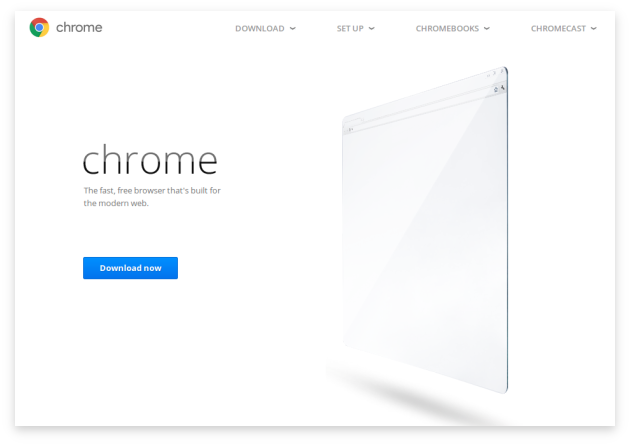 chrome
DOWNLOAD
SET UP
CHROMEBOOKS
CHROMECAST
chrome
The fast, free browser that's built for
the modern web.
Download now